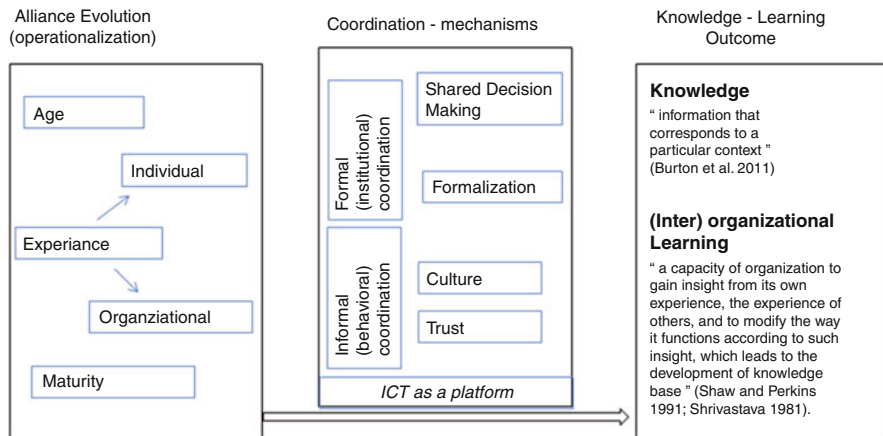 Alliance Evolution
(operationalization)
Age
Individual
Experiance
Organziational
Maturity
Coordination - mechanisms
Formal
(institutional)
coordination
Shared Decision
Making
Formalization
Informal
(behavioral)
coordination
Culture
Trust
ICT as a platform
Knowledge - Learning
Outcome
Knowledge
“ information that
corresponds to a
particular context ”
(Burton et al. 2011)
(Inter) organizational
Learning
“ a capacity of organization to
gain insight from its own
experience, the experience of
others, and to modify the way
it functions according to such
insight, which leads to the
development of knowledge
base ” (Shaw and Perkins
1991; Shrivastava 1981).